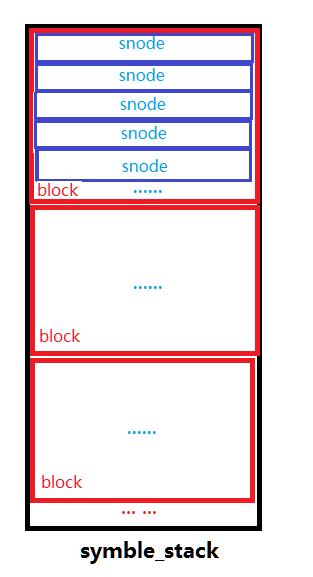 snode
snode
snode
snode
snode
block ......
......
block
......
block
... ...
symble_stack